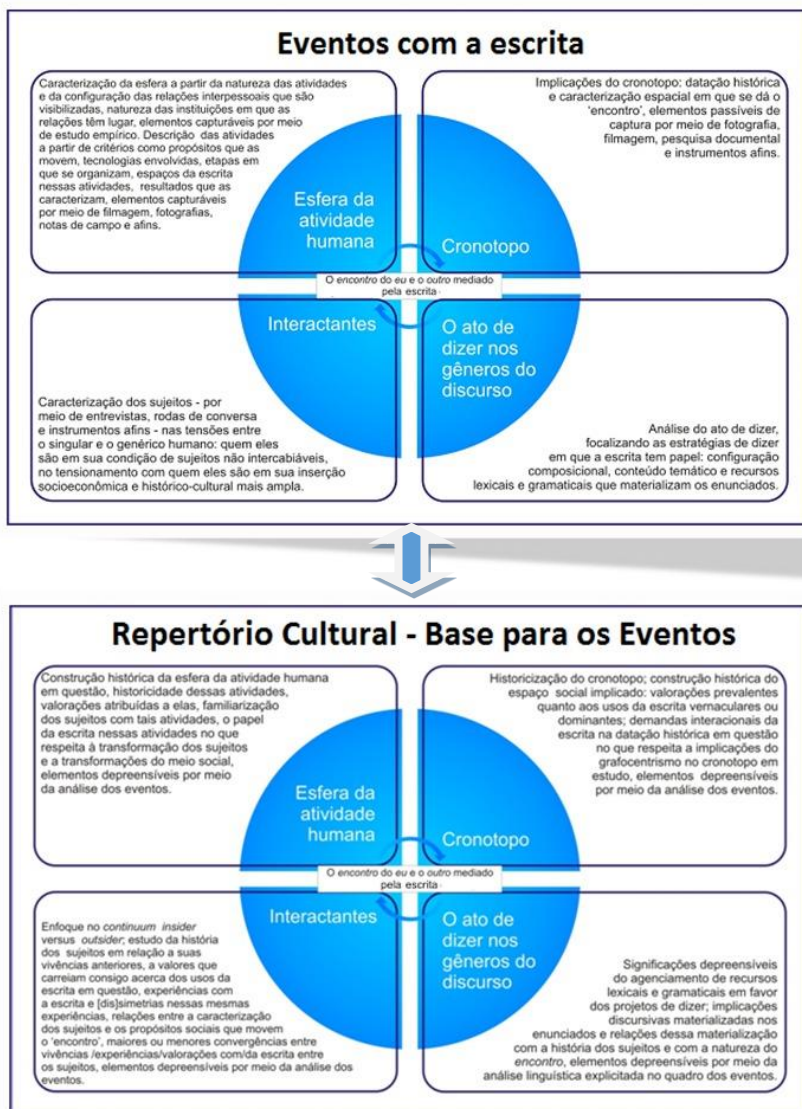 Eventos com a escrita
Caracterização da esfera a partir da natureza das atividades
e da configuração das relações interpessoais que são
visibilizadas, natureza das instituições em que as
relações têm lugar, elementos capturáveis por meio
de estudo empírico. Descrição das atividades
a partir de critérios como propósitos que as
movem, tecnologias envolvidas, etapas em
que se organizam, espaços da escrita
nessas atividades, resultados que as
caracterizam, elementos capturáveis
por meio de filmagem, fotografias,
notas de campo e afins.
Implicações do cronotopo: datação histórica
e caracterização espacial em que se dá o
‘encontro’, elementos passíveis de
captura por meio de fotografia,
filmagem, pesquisa documental
e instrumentos afins.
Esfera da
atividade
humana
Cronotopo
O encontro do eu e o outro mediado
pela escrita
Interactantes
O ato de
dizer nos
gêneros do
discurso
Caracterização dos sujeitos - por
meio de entrevistas, rodas de conversa
e instrumentos afins - nas tensões entre
o singular e o genérico humano: quem eles
são em sua condição de sujeitos não intercabiáveis,
no tensionamento com quem eles são em sua inserção
socioeconômica e histórico-cultural mais ampla.
Análise do ato de dizer,
focalizando as estratégias de dizer
em que a escrita tem papel: configuração
composicional, conteúdo temático e recursos
lexicais e gramaticais que materializam os enunciados.
Repertório Cultural - Base para os Eventos
Construção histórica da esfera da atividade humana
em questão, historicidade dessas atividades,
valorações atribuídas a elas, familiarização
dos sujeitos com tais atividades, o papel
da escrita nessas atividades no que
respeita à transformação dos sujeitos
e a transformações do meio social,
elementos depreensíveis por meio
da análise dos eventos.
Historicização do cronotopo; construção histórica do
espaço social implicado: valorações prevalentes
quanto aos usos da escrita vernaculares ou
dominantes; demandas interacionais da
escrita na datação histórica em questão
no que respeita a implicações do
grafocentrismo no cronotopo em
estudo, elementos depreensíveis
por meio da análise dos eventos.
Esfera da
atividade
humana
Cronotopo
O encontro do eu e o outro mediado
pela escrita
Interactantes
O ato de
dizer nos
gêneros do
discurso
Enfoque no continuum insider
versus outsider; estudo da história
dos sujeitos em relação a suas
vivências anteriores, a valores que
carreiam consigo acerca dos usos da
escrita em questão, experiências com
a escrita e [dis]simetrias nessas mesmas
experiências, relações entre a caracterização
dos sujeitos e os propósitos sociais que movem
o ‘encontro’, maiores ou menores convergências entre
vivências /experiências/valorações com/da escrita entre
os sujeitos, elementos depreensíveis por meio da análise dos
eventos.
Significações depreensíveis
do agenciamento de recursos
lexicais e gramaticais em favor
dos projetos de dizer; implicações
discursivas materializadas nos
enunciados e relações dessa materialização
com a história dos sujeitos e com a natureza do
encontro, elementos depreensíveis por meio da
análise linguística explicitada no quadro dos eventos.